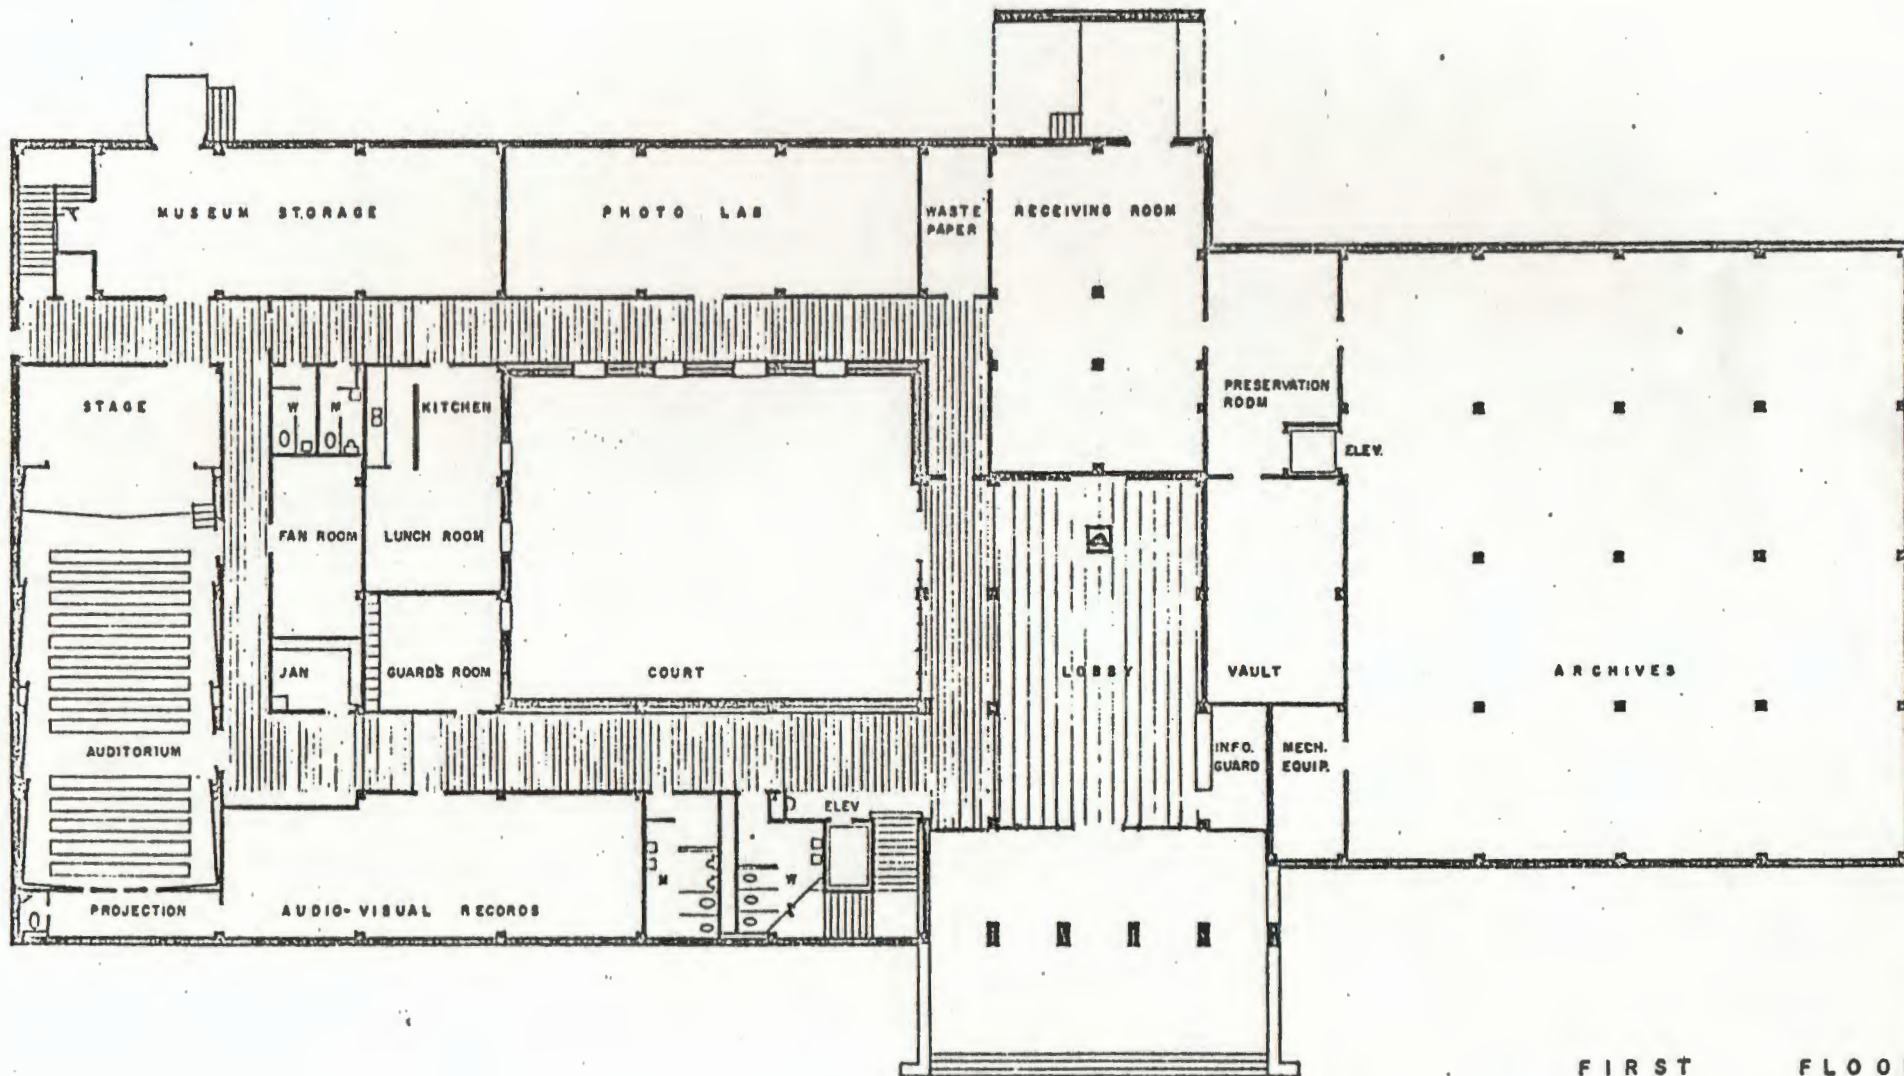 MUSEUM STORAGE
PHOTO LAB
WASTE
PAPER
RECEIVING ROOM
STAGE
W
M
KITCHEN
PRESERVATION
ROOM
ELEV.
FAN ROOM
LUNCH ROOM
JAN
GUARD'S ROOM
COURT
LOBBY
VAULT
ARCHIVES
AUDITORIUM
INFO.
GUARD
MECH.
EQUIP.
ELEV
M
W
PROJECTION
AUDIO-VISUAL RECORDS
FIRST FLOO